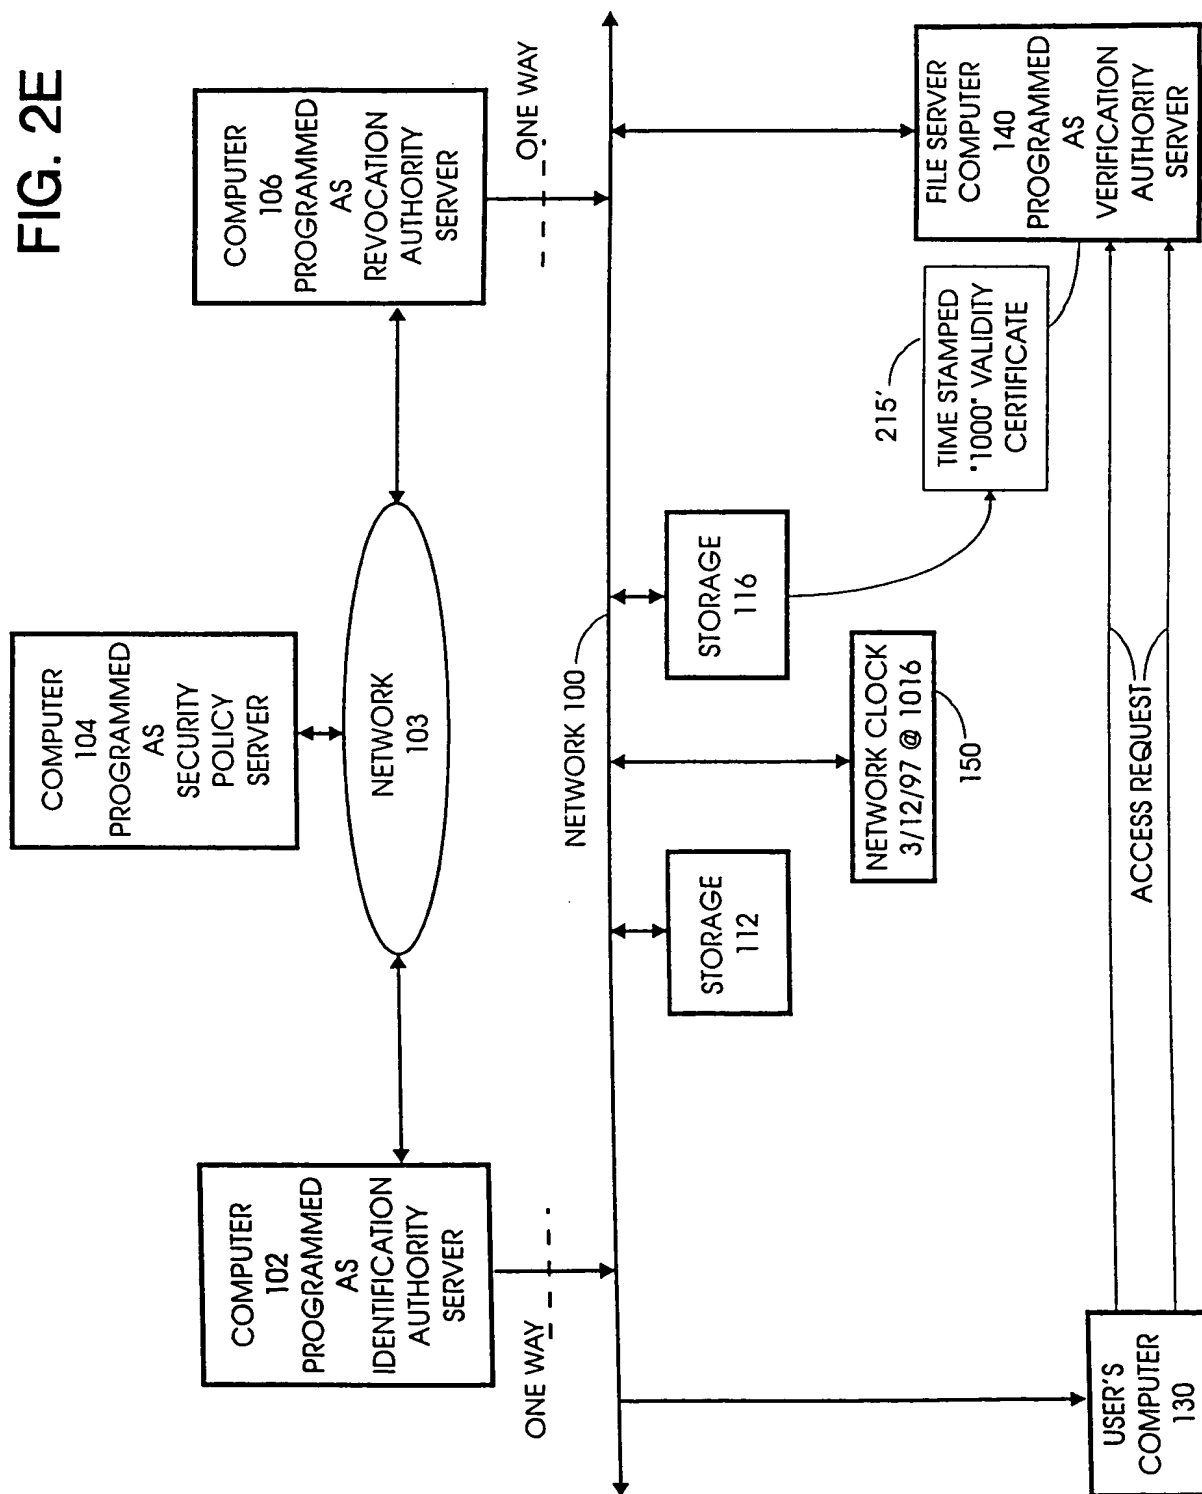 FIG. 2E
COMPUTER
104
PROGRAMMED
AS
SECURITY
POLICY
SERVER
COMPUTER
102
PROGRAMMED
AS
IDENTIFICATION
AUTHORITY
SERVER
NETWORK
103
COMPUTER
106
PROGRAMMED
AS
REVOCATION
AUTHORITY
SERVER
ONE WAY
ONE WAY
NETWORK 100
STORAGE
112
STORAGE
116
NETWORK CLOCK
3/12/97 @ 1016
150
215'
TIME STAMPED
"1000" VALIDITY
CERTIFICATE
FILE SERVER
COMPUTER
140
PROGRAMMED
AS
VERIFICATION
AUTHORITY
SERVER
ACCESS REQUEST
USER'S
COMPUTER
130